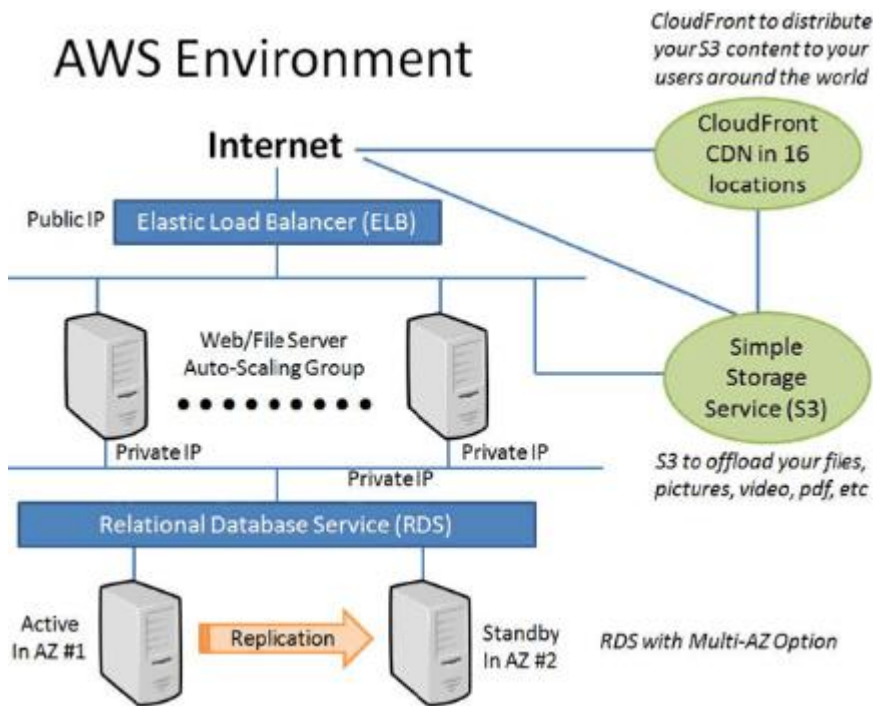 AWS Environment
CloudFront to distribute
your S3 content to your
users around the world
Internet
CloudFront
CDN in 16
locations
Public IP
Elastic Load Balancer (ELB)
Web/File Server
Auto-Scaling Group
Simple
Storage
Service (S3)
Private IP
Private IP
Private IP
S3 to offload your files,
pictures, video, pdf, etc
Relational Database Service (RDS)
Active
In AZ #1
Replication
Standby
In AZ #2
RDS with Multi-AZ Option